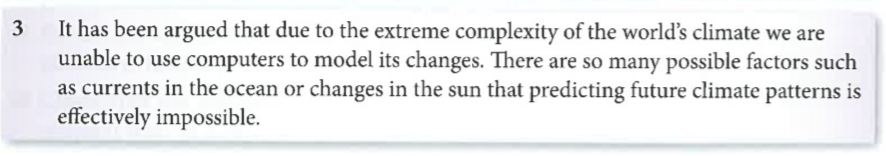 3 It has been argued that due to the extreme complexity of the world's climate we are
unable to use computers to model its changes. There are so many possible factors such
as currents in the ocean or changes in the sun that predicting future climate patterns is
effectively impossible.